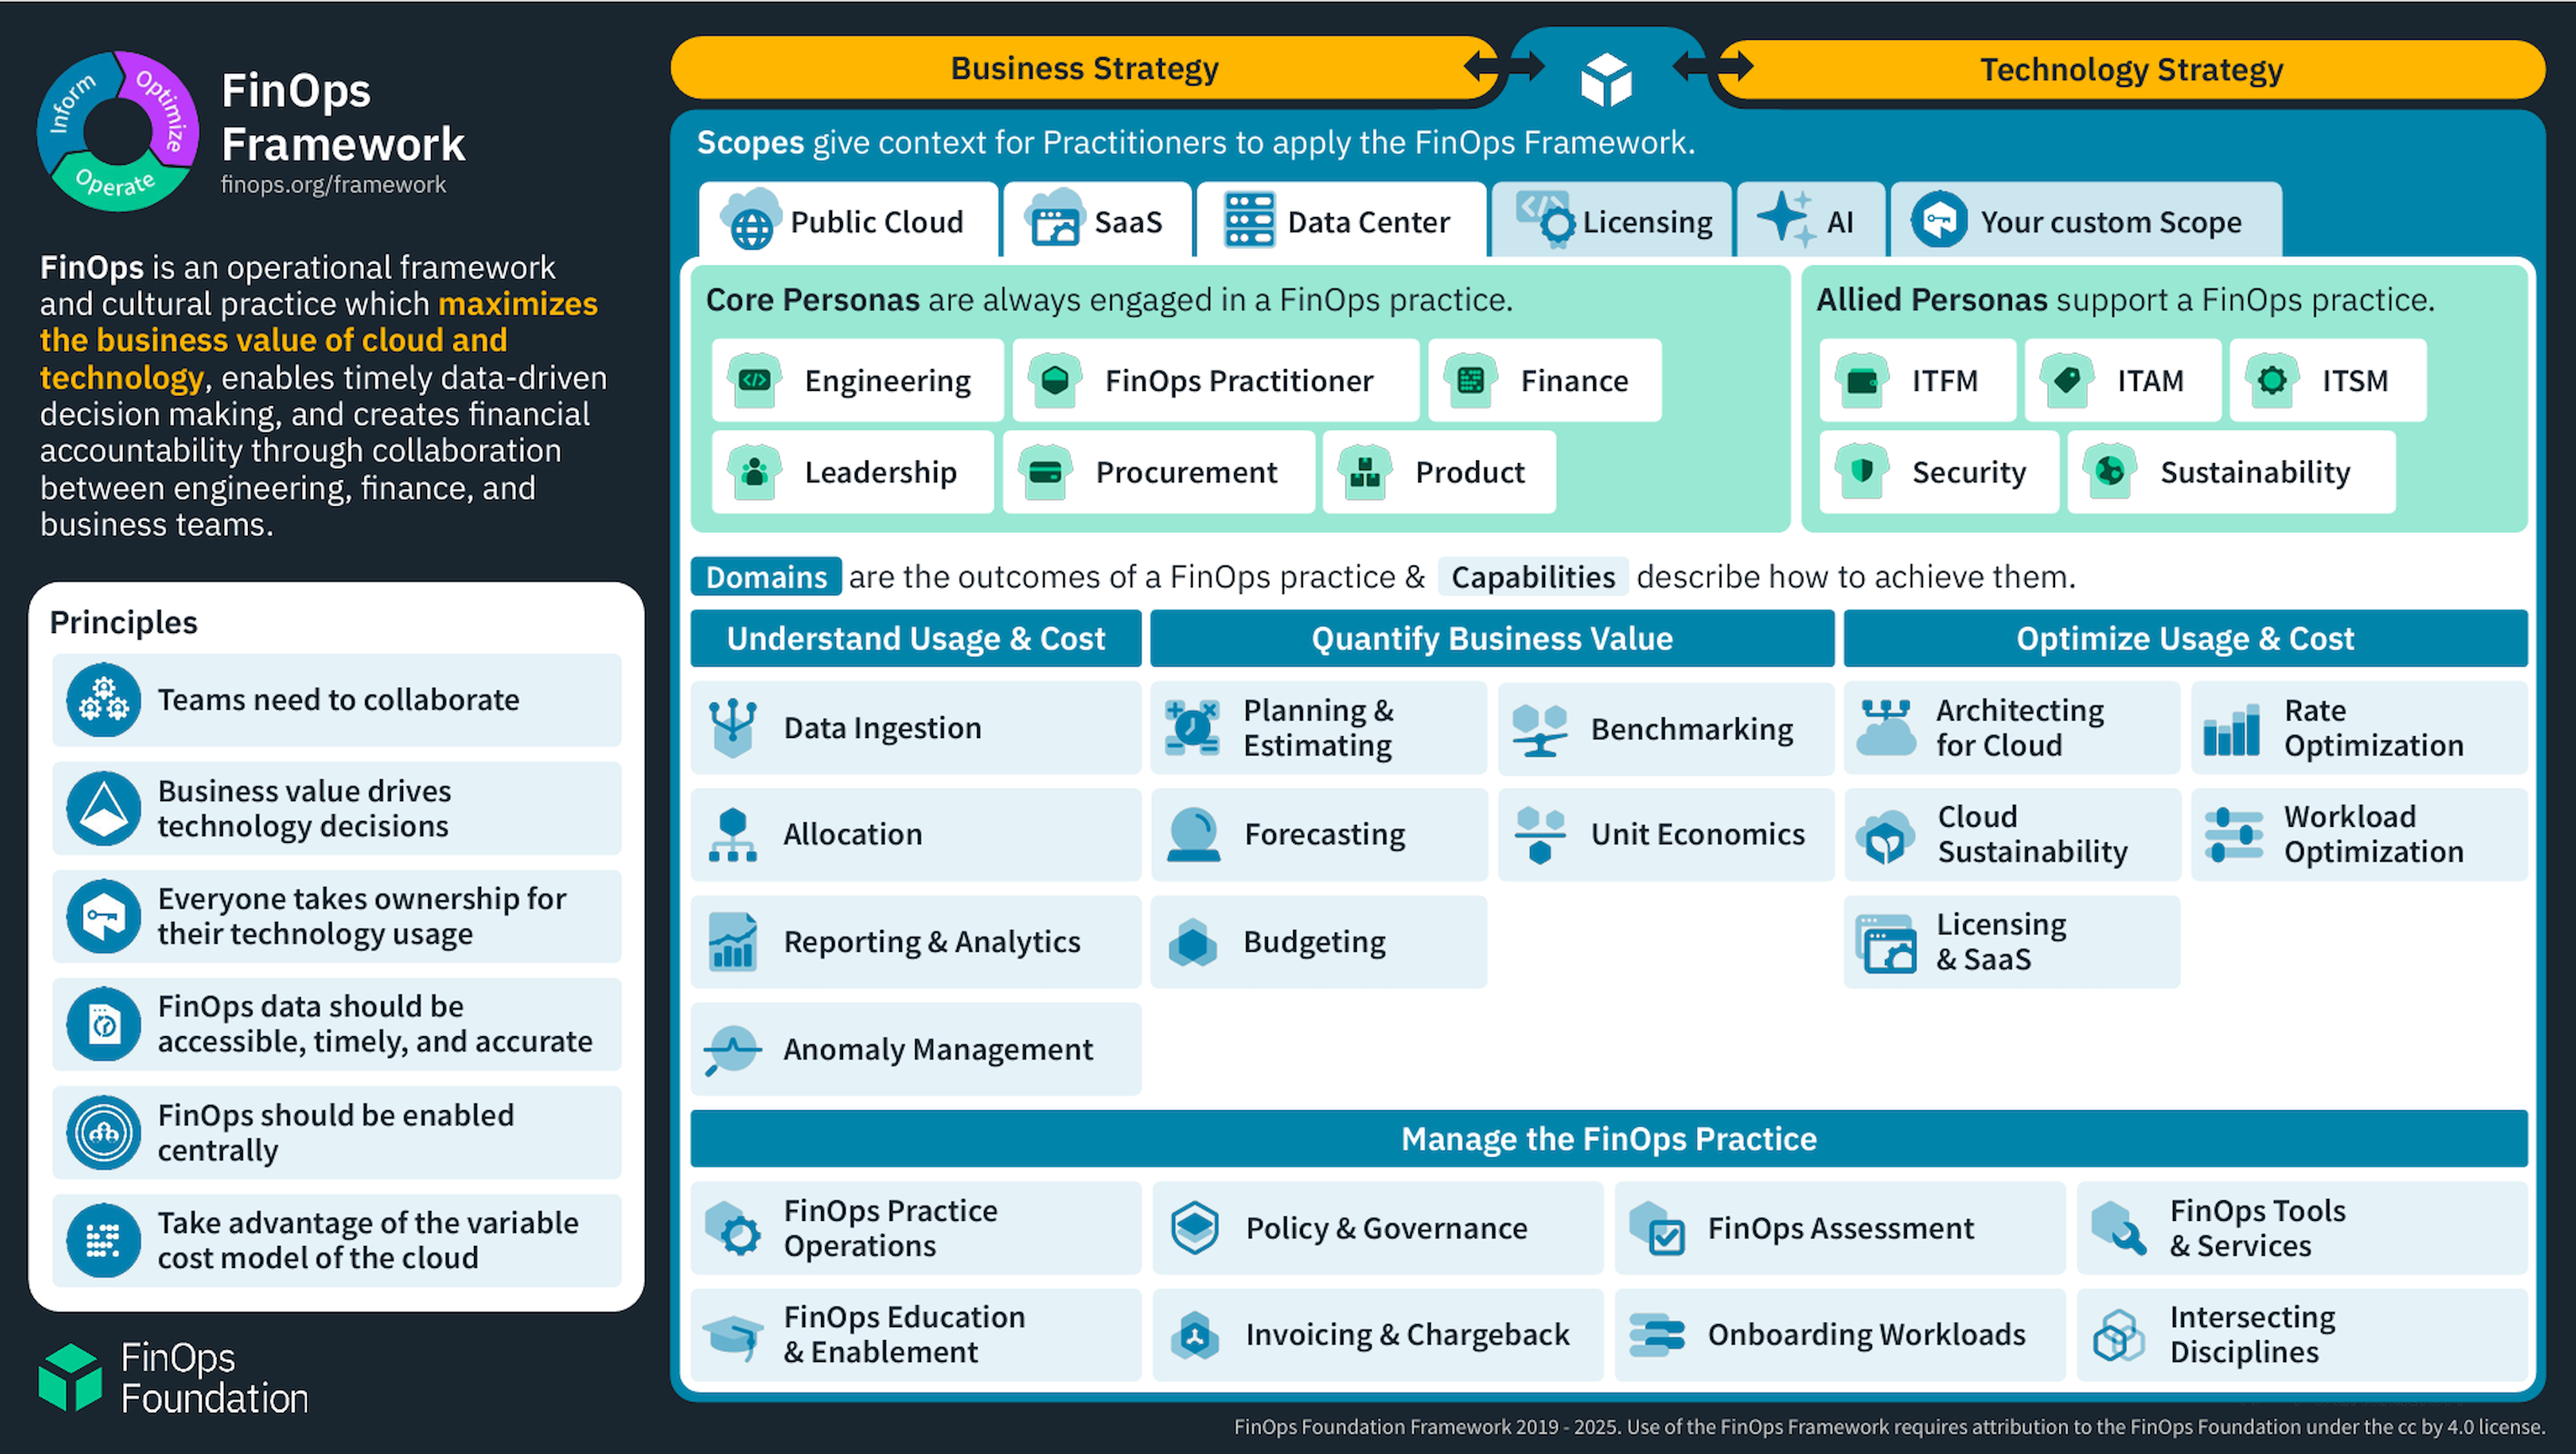 Inform
Optimize
Operate
FinOps
Framework
finops.org/framework
FinOps is an operational framework
and cultural practice which maximizes
the business value of cloud and
technology, enables timely data-driven
decision making, and creates financial
accountability through collaboration
between engineering, finance, and
business teams.
Principles
Teams need to collaborate
Business value drives
technology decisions
Everyone takes ownership for
their technology usage
FinOps data should be
accessible, timely, and accurate
FinOps should be enabled
centrally
Take advantage of the variable
cost model of the cloud
FinOps
Foundation
Business Strategy
Technology Strategy
Scopes give context for Practitioners to apply the FinOps Framework.
Public Cloud
SaaS
Data Center
Licensing
AI
Your custom Scope
Core Personas are always engaged in a FinOps practice.
Engineering
FinOps Practitioner
Finance
Leadership
Procurement
Product
Allied Personas support a FinOps practice.
ITFM
ITAM
ITSM
Security
Sustainability
Domains are the outcomes of a FinOps practice & Capabilities describe how to achieve them.
Understand Usage & Cost
Data Ingestion
Allocation
Reporting & Analytics
Anomaly Management
Quantify Business Value
Planning &
Estimating
Benchmarking
Forecasting
Unit Economics
Budgeting
Optimize Usage & Cost
Architecting
for Cloud
Rate
Optimization
Cloud
Sustainability
Workload
Optimization
Licensing
& SaaS
Manage the FinOps Practice
FinOps Practice
Operations
Policy & Governance
FinOps Assessment
FinOps Tools
& Services
FinOps Education
& Enablement
Invoicing & Chargeback
Onboarding Workloads
Intersecting
Disciplines
FinOps Foundation Framework 2019 - 2025. Use of the FinOps Framework requires attribution to the FinOps Foundation under the cc by 4.0 license.